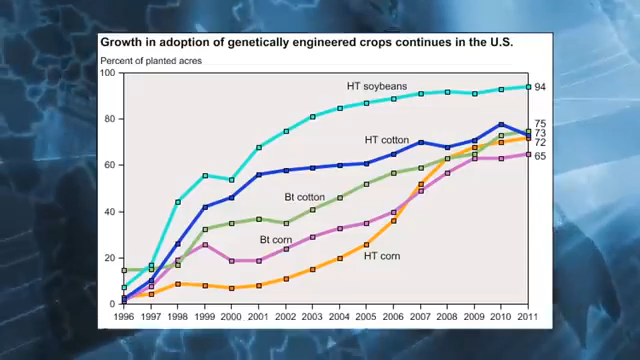 Growth in adoption of genetically engineered crops continues in the U.S.
Percent of planted acres
100
80
60
40
20
0
HT soybeans
HT cotton
Bt cotton
Bt corn
HT corn
94
75
73
72
65
1996 1997 1998 1999 2000 2001 2002 2003 2004 2005 2006 2007 2008 2009 2010 2011